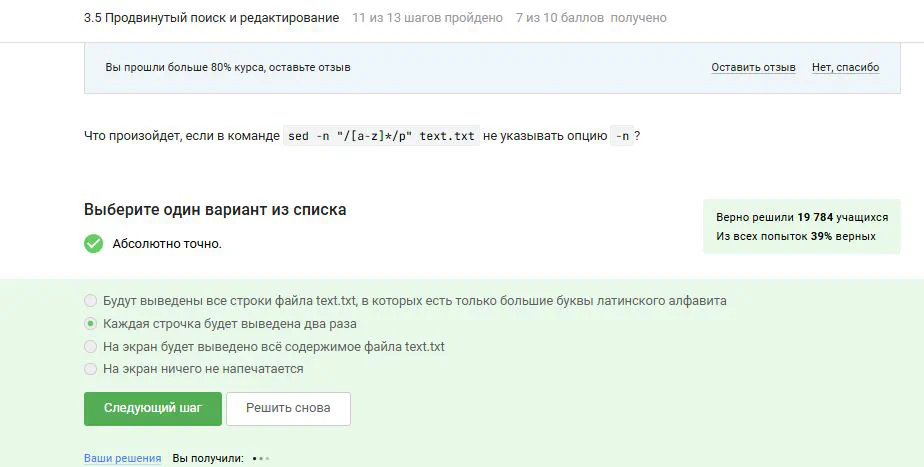 3.5 Продвинутый поиск и редактирование 11 из 13 шагов пройдено 7 из 10 баллов получено
Вы прошли больше 80% курса, оставьте отзыв Оставить отзыв Нет, спасибо
Что произойдет, если в команде sed -n "/[a-z]*/p" text.txt не указывать опцию -n?
Выберите один вариант из списка
Верно решили 19 784 учащихся
Из всех попыток 39% верных
Абсолютно точно.
Будут выведены все строки файла text.txt, в которых есть только большие буквы латинского алфавита
Каждая строчка будет выведена два раза
На экран будет выведено всё содержимое файла text.txt
На экран ничего не напечатается
Следующий шаг Решить снова
Ваши решения Вы получили: